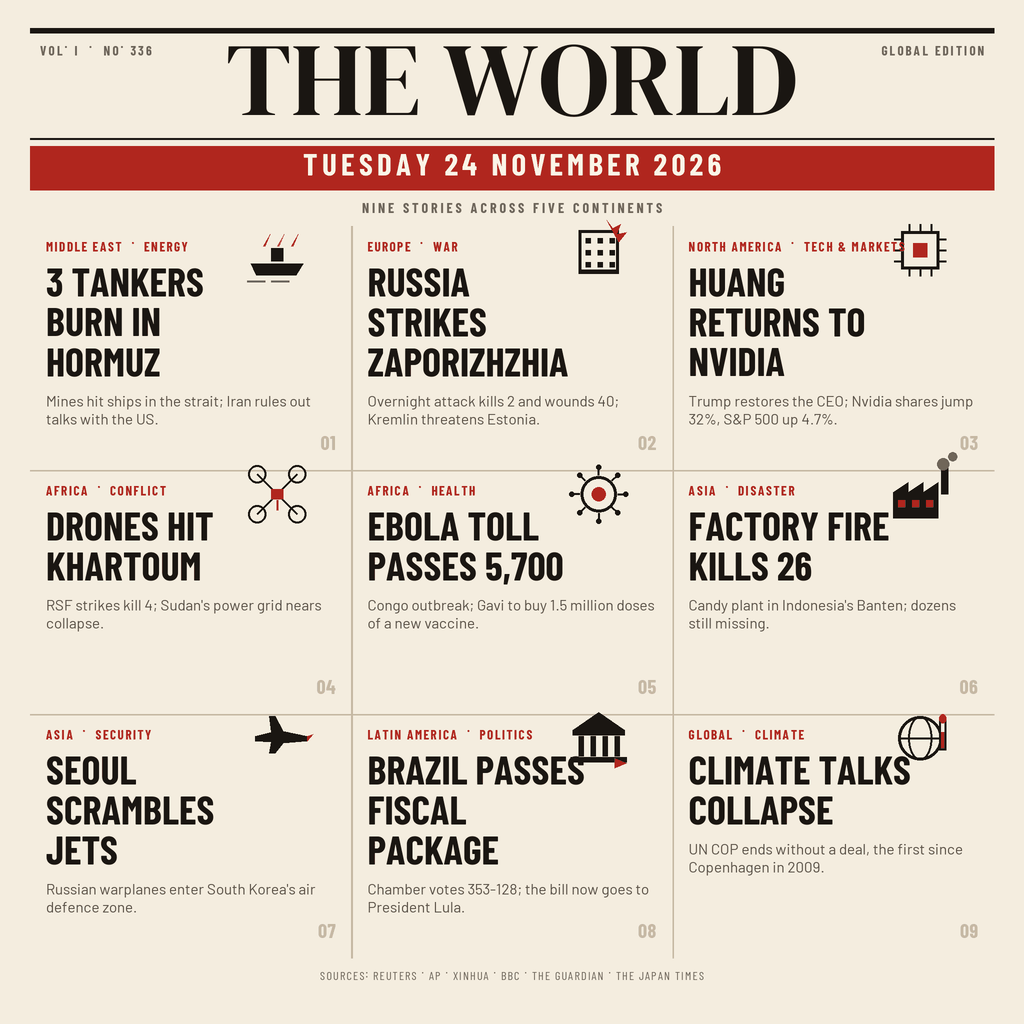 VOL· I · NO· 336
GLOBAL EDITION
THE WORLD
TUESDAY 24 NOVEMBER 2026
NINE STORIES ACROSS FIVE CONTINENTS
MIDDLE EAST · ENERGY
3 TANKERS
BURN IN
HORMUZ
Mines hit ships in the strait; Iran rules out
talks with the US.
01
EUROPE · WAR
RUSSIA
STRIKES
ZAPORIZHZHIA
Overnight attack kills 2 and wounds 40;
Kremlin threatens Estonia.
02
NORTH AMERICA · TECH & MARKETS
HUANG
RETURNS TO
NVIDIA
Trump restores the CEO; Nvidia shares jump
32%, S&P 500 up 4.7%.
03
AFRICA · CONFLICT
DRONES HIT
KHARTOUM
RSF strikes kill 4; Sudan's power grid nears
collapse.
04
AFRICA · HEALTH
EBOLA TOLL
PASSES 5,700
Congo outbreak; Gavi to buy 1.5 million doses
of a new vaccine.
05
ASIA · DISASTER
FACTORY FIRE
KILLS 26
Candy plant in Indonesia's Banten; dozens
still missing.
06
ASIA · SECURITY
SEOUL
SCRAMBLES
JETS
Russian warplanes enter South Korea's air
defence zone.
07
LATIN AMERICA · POLITICS
BRAZIL PASSES
FISCAL
PACKAGE
Chamber votes 353-128; the bill now goes to
President Lula.
08
GLOBAL · CLIMATE
CLIMATE TALKS
COLLAPSE
UN COP ends without a deal, the first since
Copenhagen in 2009.
09
SOURCES: REUTERS · AP · XINHUA · BBC · THE GUARDIAN · THE JAPAN TIMES